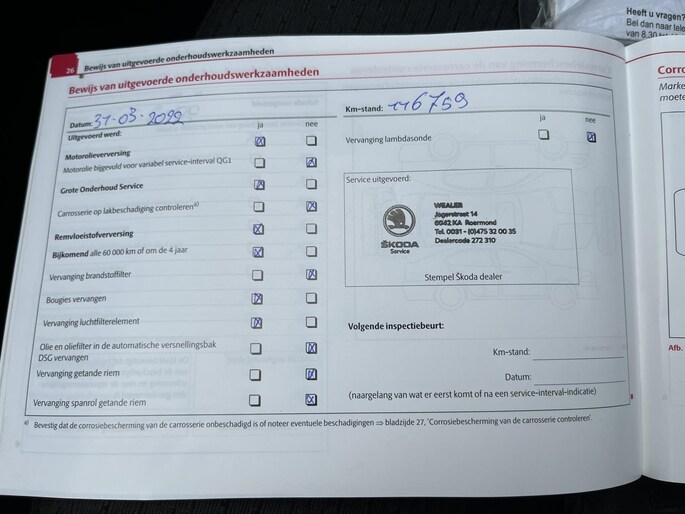 Heeft u vragen?
Bel dan naar tele
van 8.30
26 Bewijs van uitgevoerde onderhoudswerkzaamheden
Bewijs van uitgevoerde onderhoudswerkzaamheden
Datum: 31-03-2022
Km-stand: 116759
Uitgevoerd werd: ja nee
ja nee
Motorolieverversing
Vervanging lambdasonde
Motorolie bijgevuld voor variabel service-interval QG1
Grote Onderhoud Service
Carrosserie op lakbeschadiging controleren a)
Remvloeistofverversing
Bijkomend alle 60 000 km of om de 4 jaar
Vervanging brandstoffilter
Bougies vervangen
Vervanging luchtfilterelement
Olie en oliefilter in de automatische versnellingsbak
DSG vervangen
Vervanging getande riem
Vervanging spanrol getande riem
Service uitgevoerd:
ŠKODA
Service
WEALER
Jagerstraat 14
6042 KA Roermond
Tel. 0031 - (0)475 32 00 35
Dealercode 272 310
Stempel Škoda dealer
Volgende inspectiebeurt:
Km-stand:
Datum:
(naargelang van wat er eerst komt of na een service-interval-indicatie)
a) Bevestig dat de corrosiebescherming van de carrosserie onbeschadigd is of noteer eventuele beschadigingen ⇒ bladzijde 27, 'Corrosiebescherming van de carrosserie controleren'.
Corro
Marke
moete
Afb.